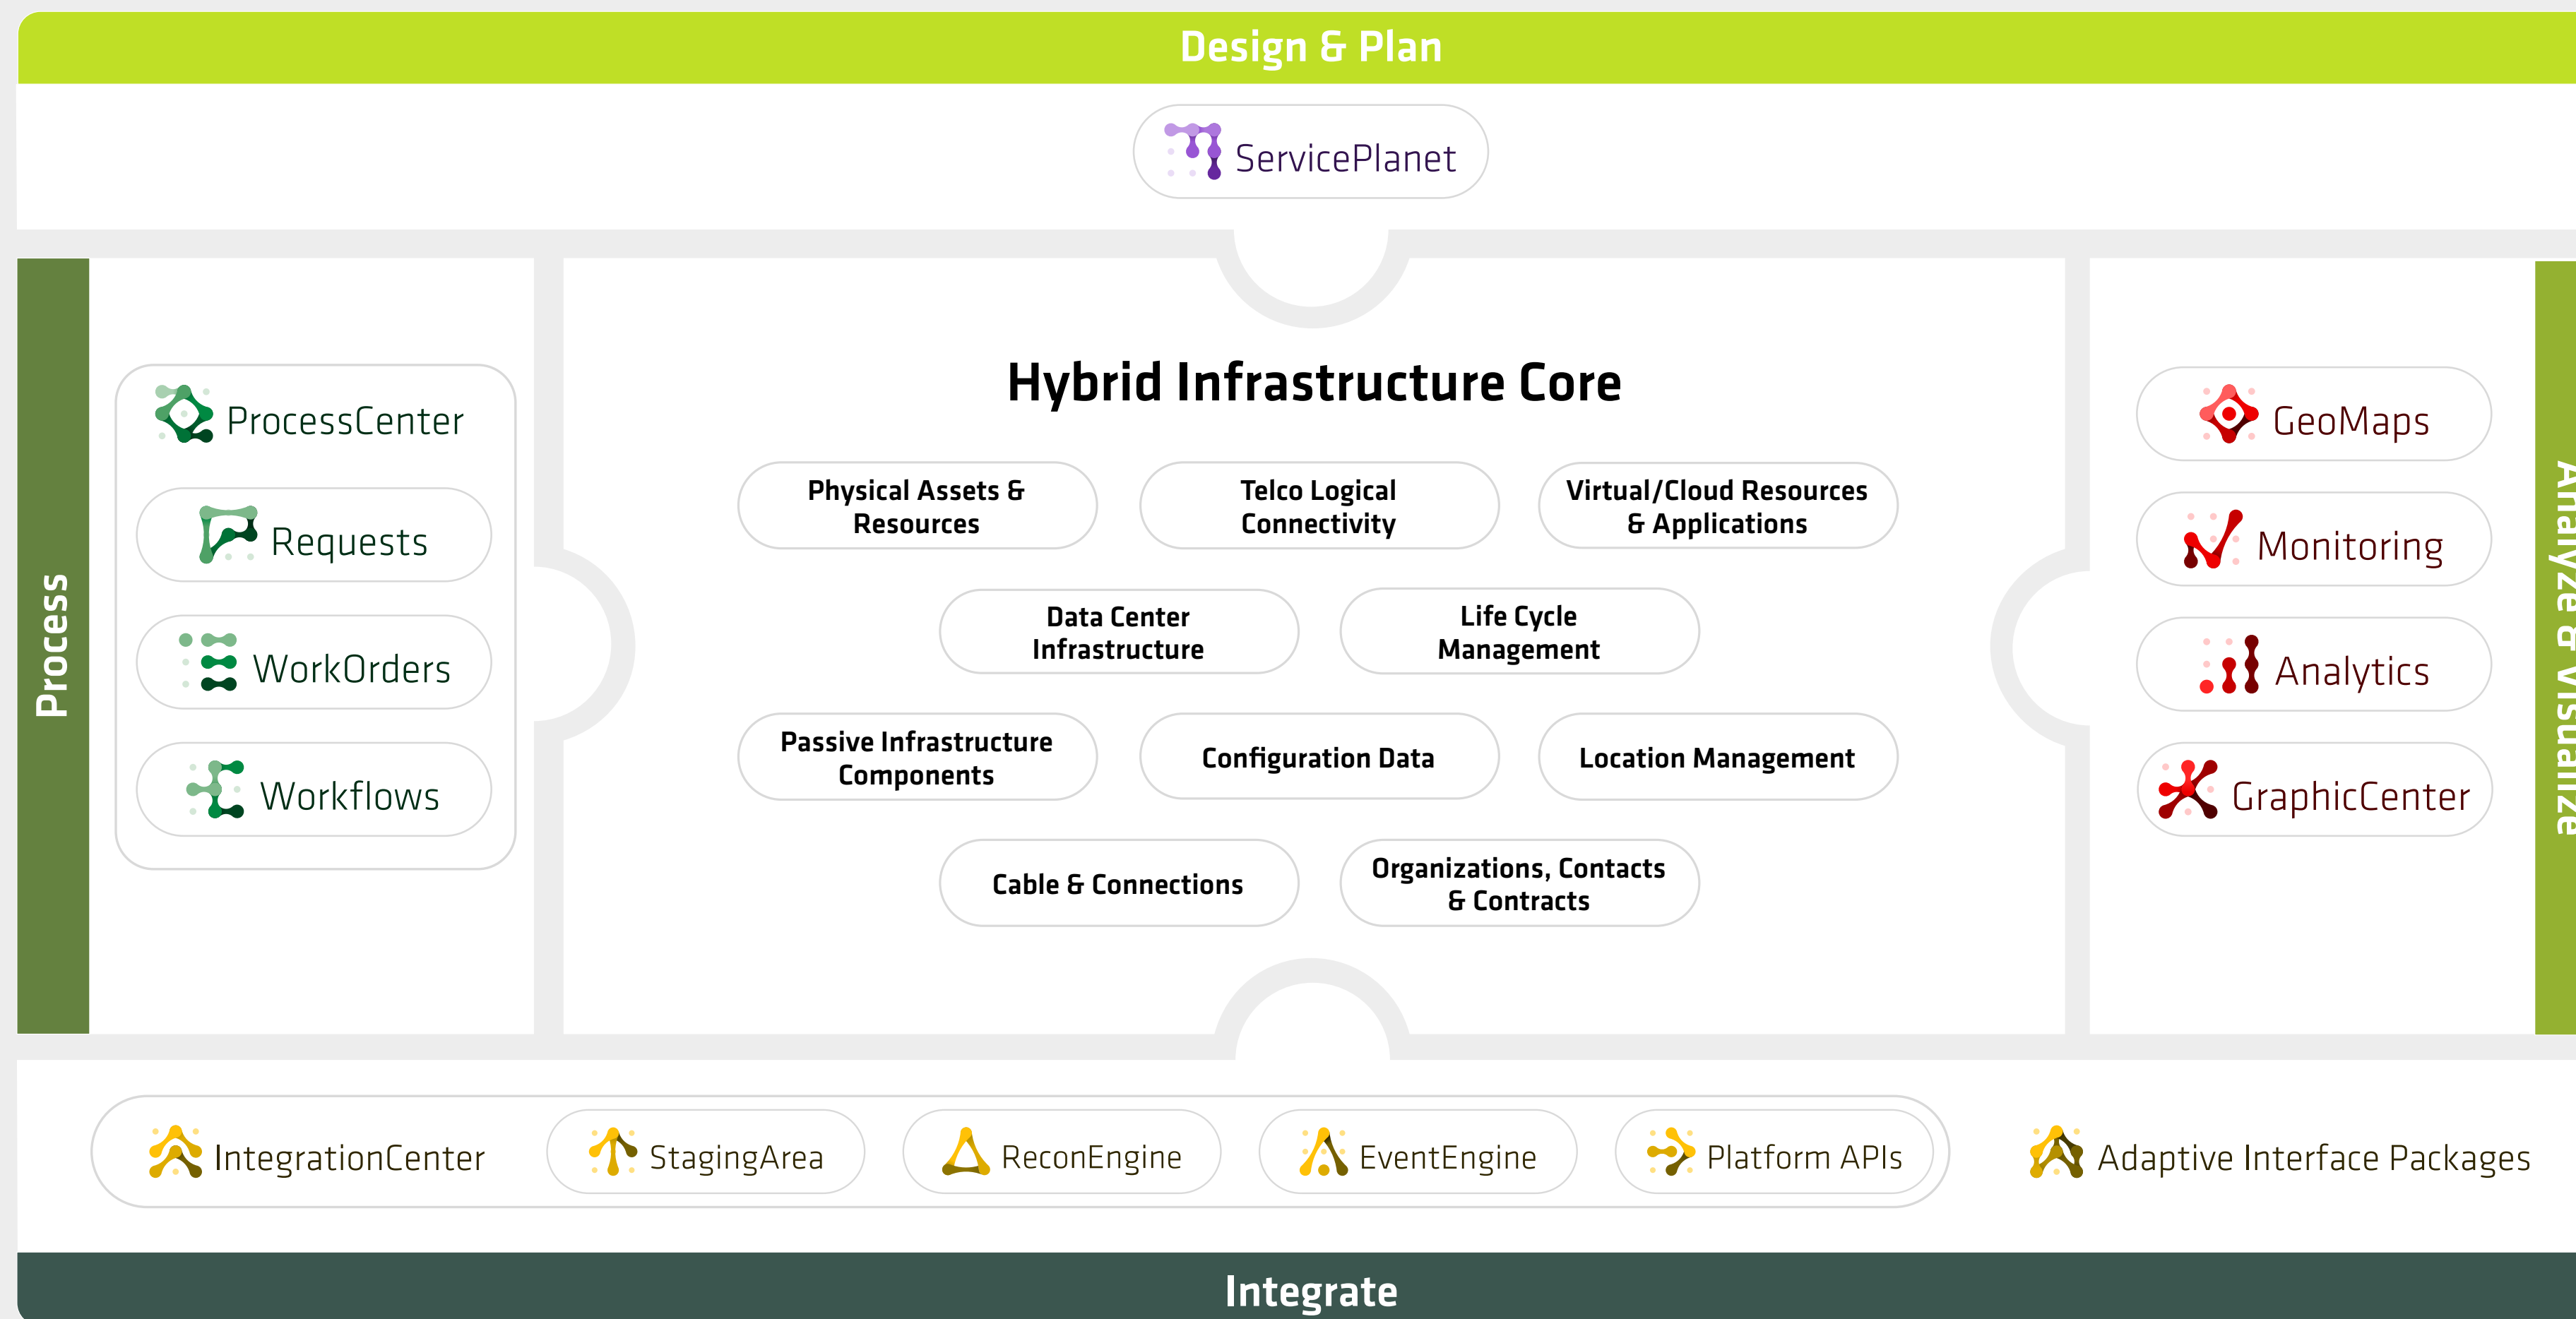 Design & Plan
ServicePlanet
Process
ProcessCenter
Requests
WorkOrders
Workflows
Hybrid Infrastructure Core
Physical Assets &
Resources
Telco Logical
Connectivity
Virtual/Cloud Resources
& Applications
Data Center
Infrastructure
Life Cycle
Management
Passive Infrastructure
Components
Configuration Data
Location Management
Cable & Connections
Organizations, Contacts
& Contracts
GeoMaps
Monitoring
Analytics
GraphicCenter
Analyze & Visualize
IntegrationCenter
StagingArea
ReconEngine
EventEngine
Platform APIs
Adaptive Interface Packages
Integrate